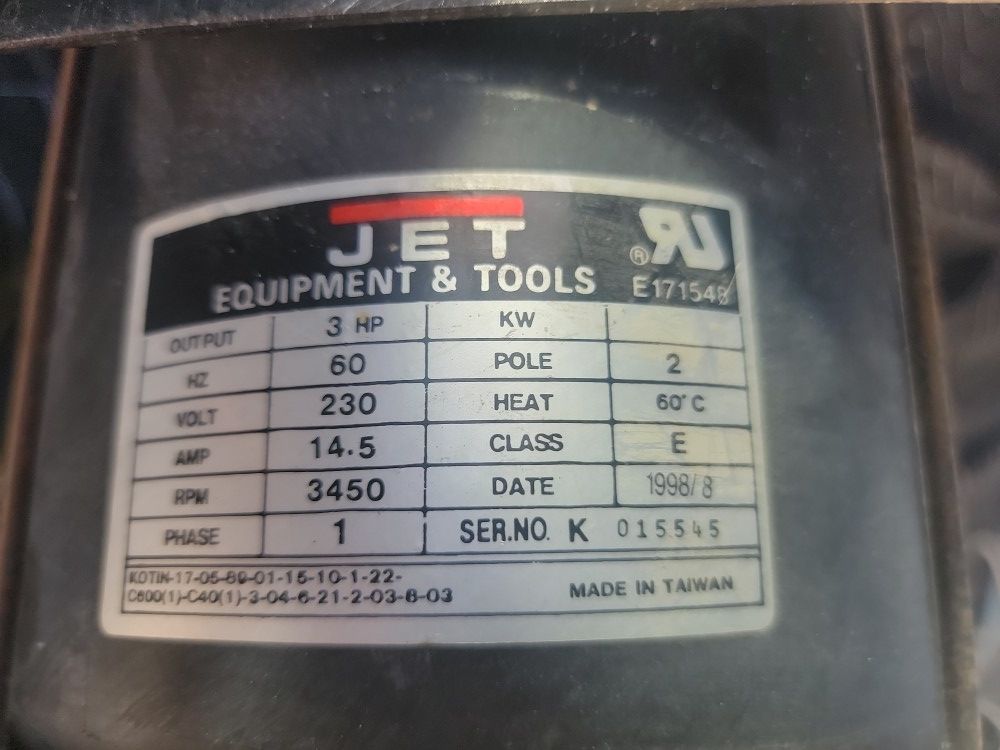 JET
EQUIPMENT & TOOLS
®
E171548
OUTPUT 3 HP KW
HZ 60 POLE 2
VOLT 230 HEAT 60°C
AMP 14.5 CLASS E
RPM 3450 DATE 1998/8
PHASE 1 SER.NO. K 015545
KOTIN-17-05-89-01-15-10-1-22-
C600(1)-C40(1)-3-04-6-21-2-03-8-03
MADE IN TAIWAN